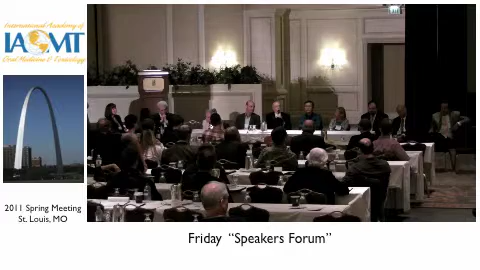 International Academy of
IAOMT
Oral Medicine & Toxicology
2011 Spring Meeting
St. Louis, MO
Friday "Speakers Forum"